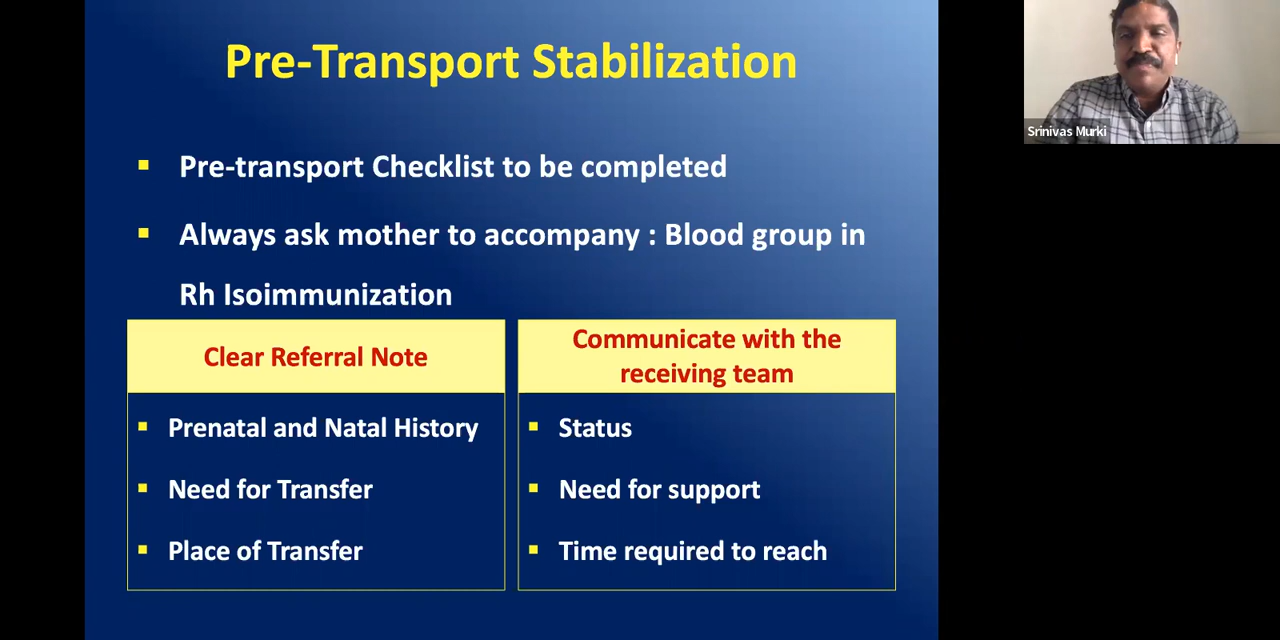 Pre-Transport Stabilization
Pre-transport Checklist to be completed
Always ask mother to accompany : Blood group in
Rh Isoimmunization
Clear Referral Note
Prenatal and Natal History
Need for Transfer
Place of Transfer
Communicate with the
receiving team
Status
Need for support
Time required to reach
Srinivas Murki